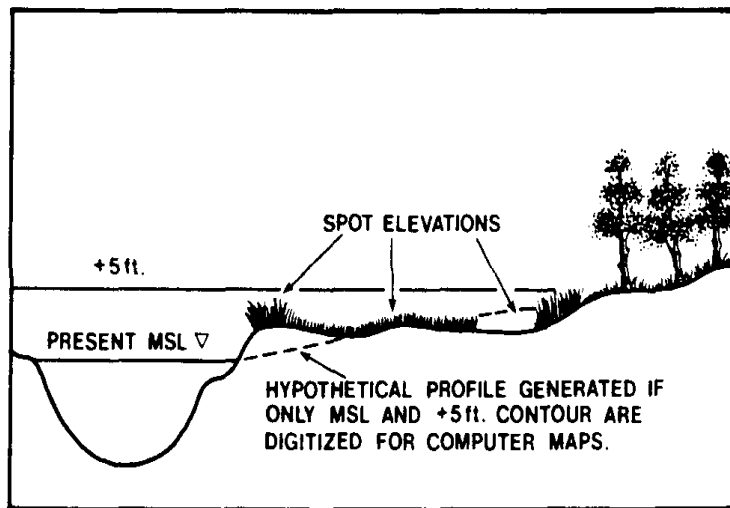 SPOT ELEVATIONS
+5ft.
PRESENT MSL ▽
HYPOTHETICAL PROFILE GENERATED IF
ONLY MSL AND +5ft. CONTOUR ARE
DIGITIZED FOR COMPUTER MAPS.